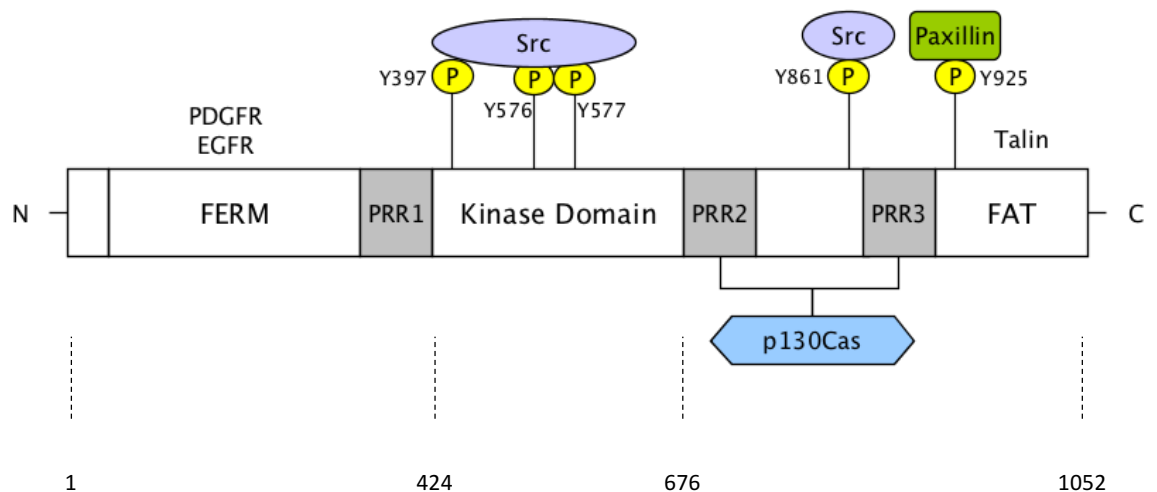 Src
Src
Paxillin
Y397
P
P
P
Y861
P
P
Y925
Y576
Y577
PDGFR
EGFR
Talin
N
FERM
PRR1
Kinase Domain
PRR2
PRR3
FAT
C
p130Cas
1
424
676
1052